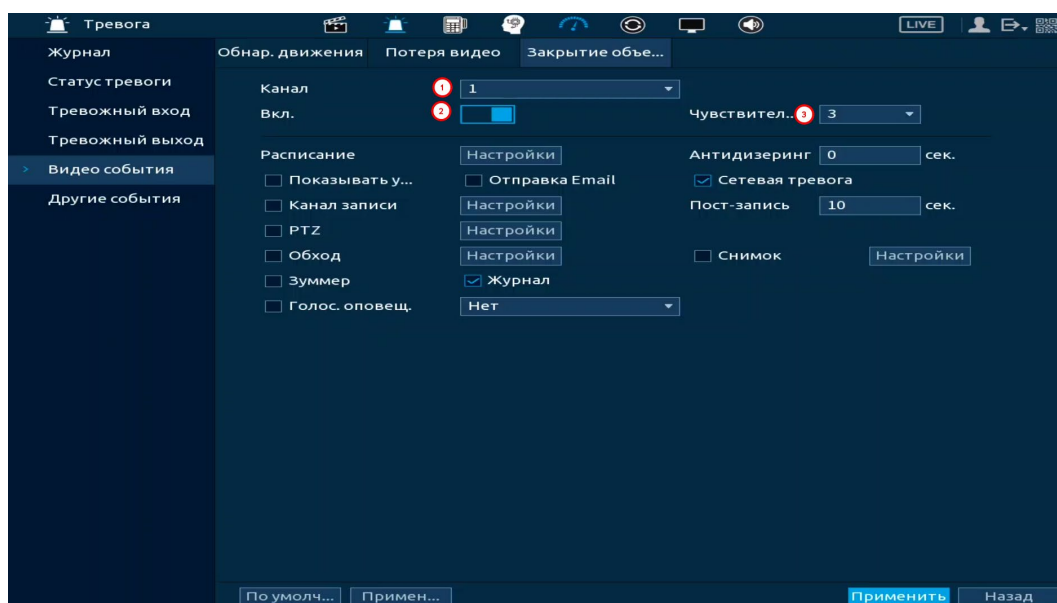 Тревога LIVE
Журнал
Статус тревоги
Тревожный вход
Тревожный выход
Видео события
Другие события
Обнар. движения Потеря видео Закрытие объе...
Канал 1 1
Вкл. 2 Чувствител.. 3 3
Расписание Настройки Антидизеринг 0 сек.
Показывать у... Отправка Email Сетевая тревога
Канал записи Настройки Пост-запись 10 сек.
PTZ Настройки
Обход Настройки Снимок Настройки
Зуммер Журнал
Голос. оповещ. Нет
По умолч... Примен... Применить Назад